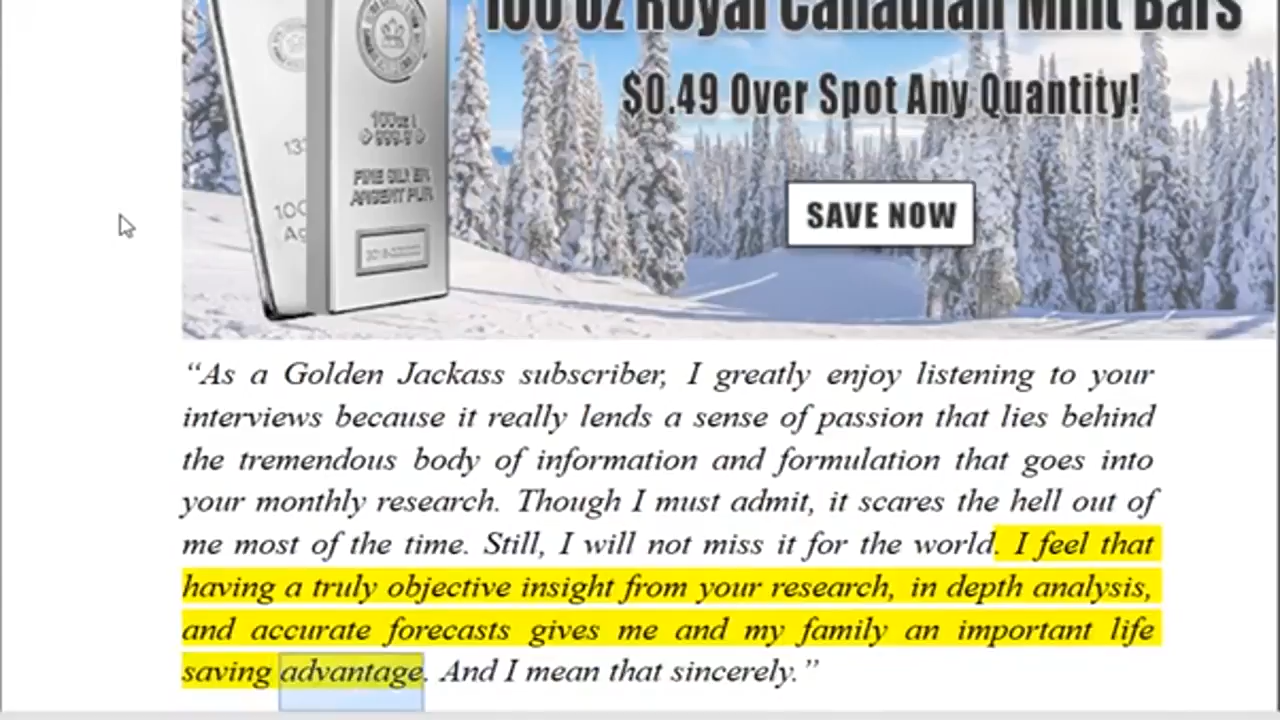 100 oz Royal Canadian Mint Bars
$0.49 Over Spot Any Quantity!
SAVE NOW
100oz t
999.9
FINE SILVER
ARGENT PUR
“As a Golden Jackass subscriber, I greatly enjoy listening to your
interviews because it really lends a sense of passion that lies behind
the tremendous body of information and formulation that goes into
your monthly research. Though I must admit, it scares the hell out of
me most of the time. Still, I will not miss it for the world. I feel that
having a truly objective insight from your research, in depth analysis,
and accurate forecasts gives me and my family an important life
saving advantage. And I mean that sincerely.”